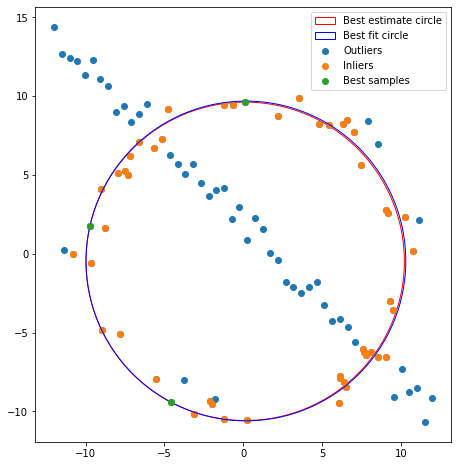 Best estimate circle
Best fit circle
Outliers
Inliers
Best samples
15
10
5
0
−5
−10
−10
−5
0
5
10